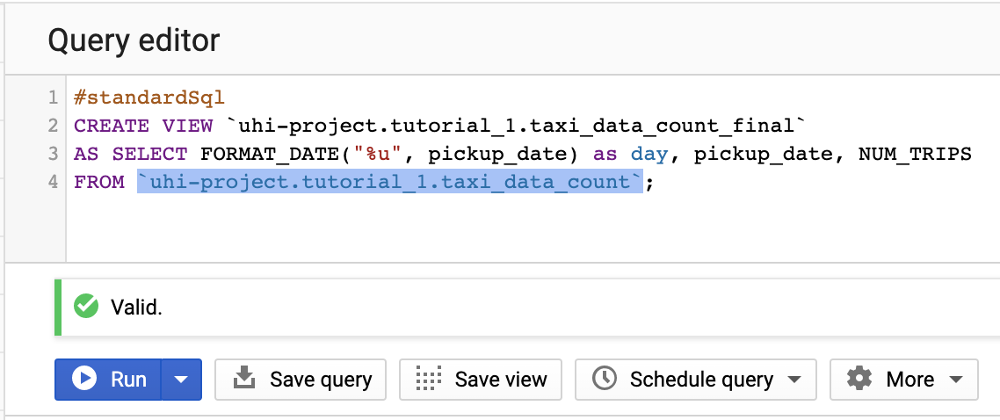 Query editor
1 #standardSql
2 CREATE VIEW `uhi-project.tutorial_1.taxi_data_count_final`
3 AS SELECT FORMAT_DATE("%u", pickup_date) as day, pickup_date, NUM_TRIPS
4 FROM `uhi-project.tutorial_1.taxi_data_count`;
Valid.
Run Save query Save view Schedule query More